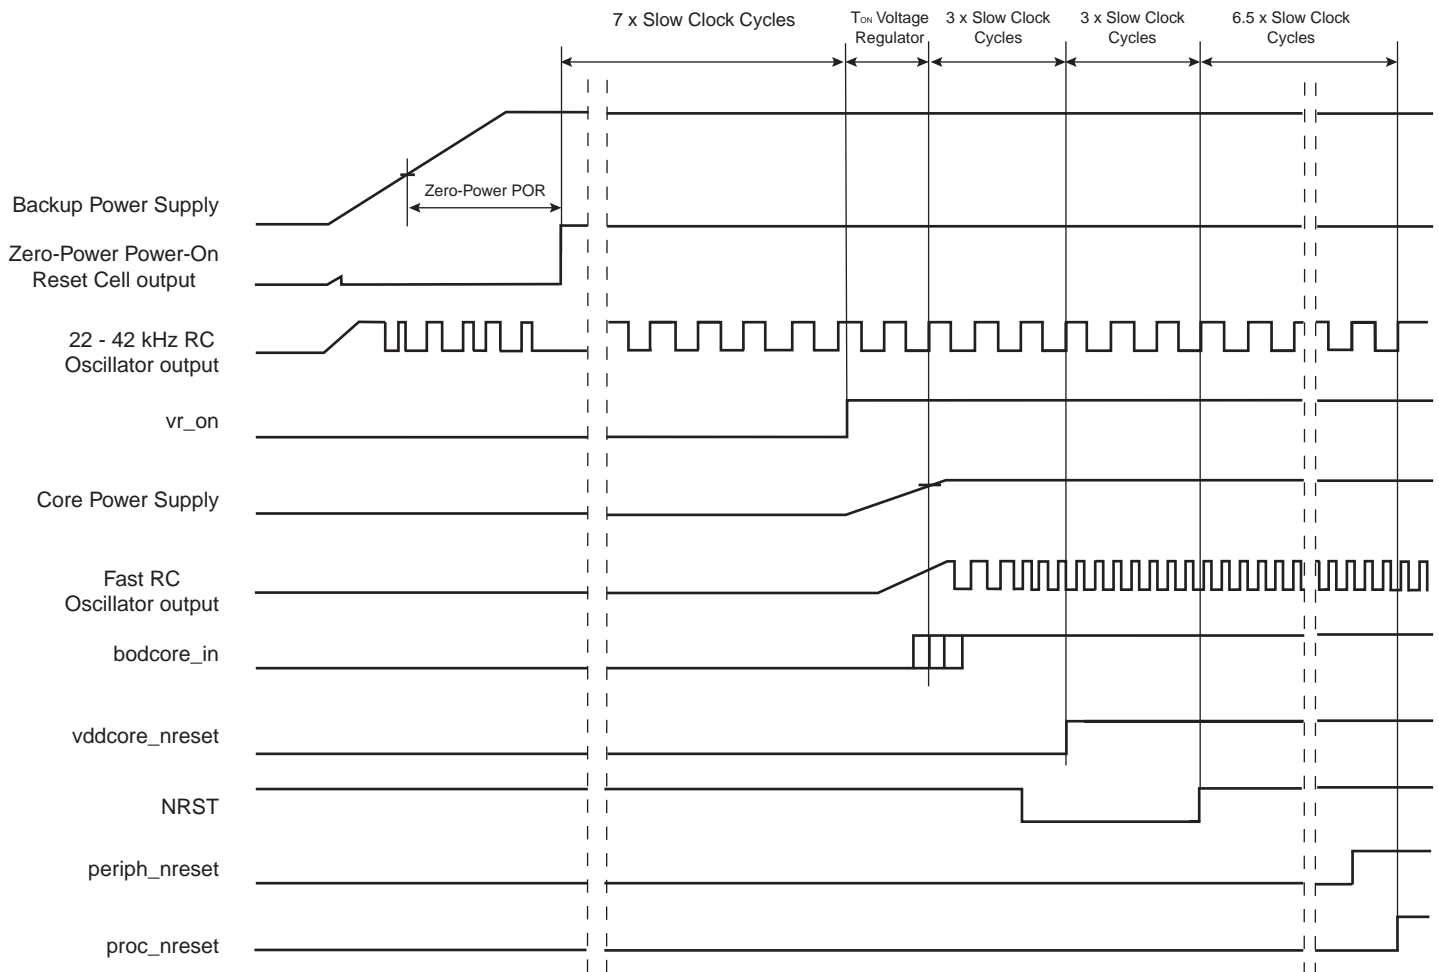 7 x Slow Clock Cycles
TON Voltage
Regulator
3 x Slow Clock
Cycles
3 x Slow Clock
Cycles
6.5 x Slow Clock
Cycles
Zero-Power POR
Backup Power Supply
Zero-Power Power-On
Reset Cell output
22 - 42 kHz RC
Oscillator output
vr_on
Core Power Supply
Fast RC
Oscillator output
bodcore_in
vddcore_nreset
NRST
periph_nreset
proc_nreset